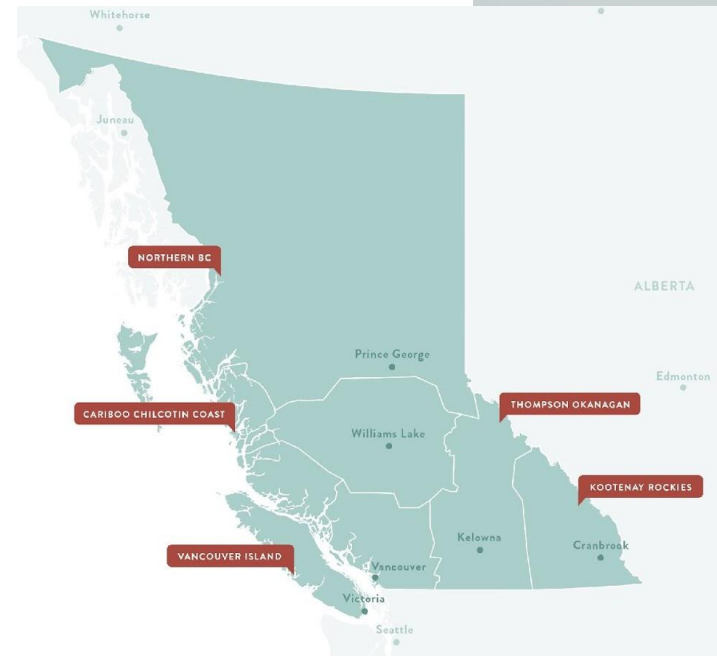 Whitehorse
Juneau
NORTHERN BC
ALBERTA
Prince George
Edmonton
THOMPSON OKANAGAN
CARIBOO CHILCOTIN COAST
Williams Lake
KOOTENAY ROCKIES
Kelowna
Cranbrook
VANCOUVER ISLAND
Vancouver
Victoria
Seattle